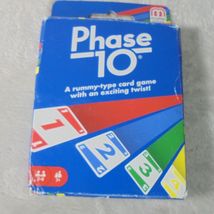 Phase
10
A rummy-type card game
with an exciting twist!
1
2
3